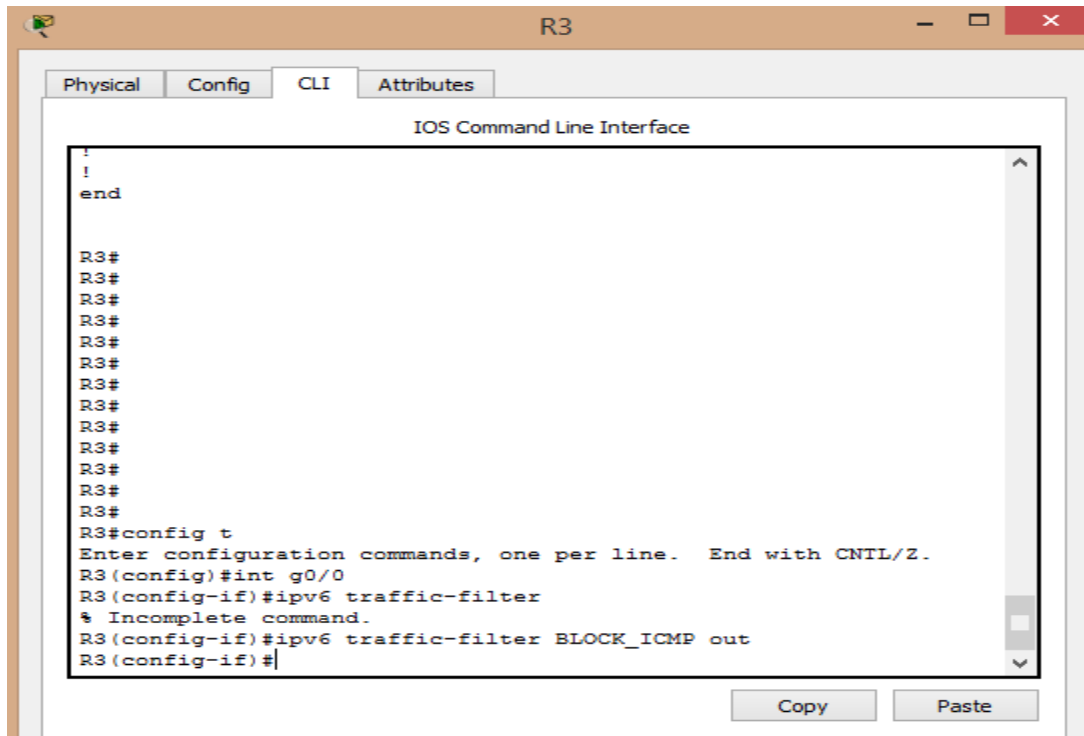 R3
Physical Config CLI Attributes
IOS Command Line Interface
!
!
end
R3#
R3#
R3#
R3#
R3#
R3#
R3#
R3#
R3#
R3#
R3#
R3#
R3#
R3#config t
Enter configuration commands, one per line. End with CNTL/Z.
R3(config)#int g0/0
R3(config-if)#ipv6 traffic-filter
% Incomplete command.
R3(config-if)#ipv6 traffic-filter BLOCK_ICMP out
R3(config-if)#
Copy Paste